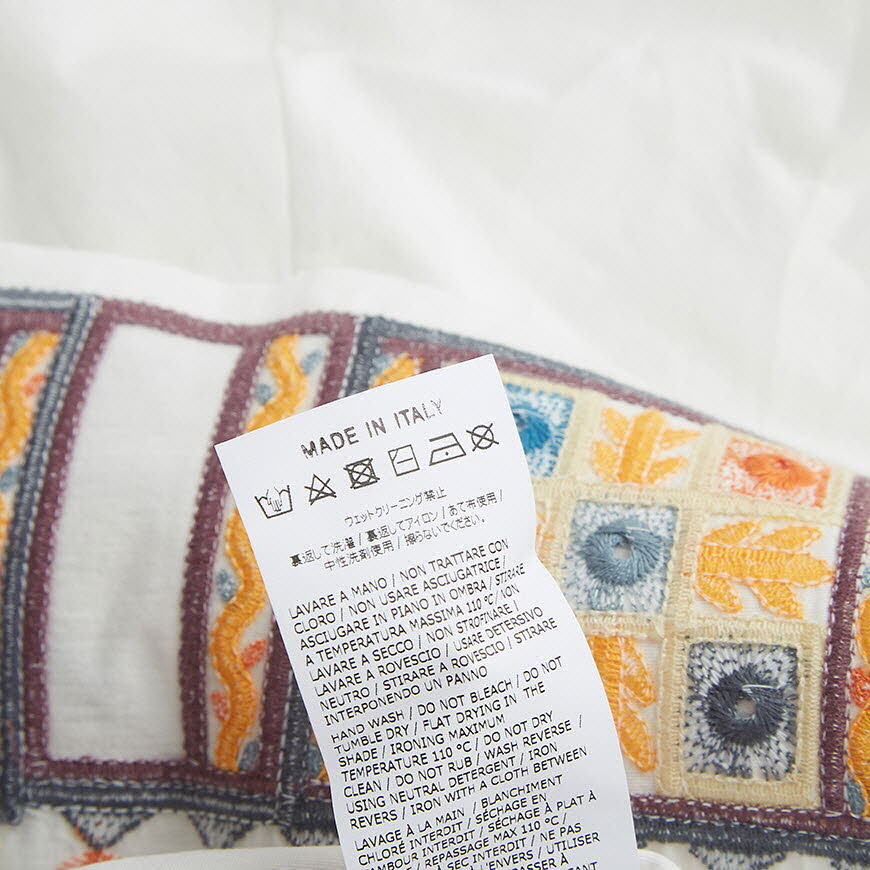 MADE IN ITALY
ウェットクリーニング禁止
裏返して洗濯 / 裏返してアイロン / あて布使用 /
中性洗剤使用 / 擦らないでください。
LAVARE A MANO / NON TRATTARE CON
CLORO / NON USARE ASCIUGATRICE /
ASCIUGARE IN PIANO IN OMBRA / STIRARE
A TEMPERATURA MASSIMA 110 °C / NON
LAVARE A SECCO / NON STROFINARE /
LAVARE A ROVESCIO / USARE DETERSIVO
NEUTRO / STIRARE A ROVESCIO / STIRARE
INTERPONENDO UN PANNO
HAND WASH / DO NOT BLEACH / DO NOT
TUMBLE DRY / FLAT DRYING IN THE
SHADE / IRONING MAXIMUM
TEMPERATURE 110 °C / DO NOT DRY
CLEAN / DO NOT RUB / WASH REVERSE /
USING NEUTRAL DETERGENT / IRON
REVERS / IRON WITH A CLOTH BETWEEN
LAVAGE À LA MAIN / BLANCHIMENT
CHLORÉ INTERDIT / SÉCHAGE EN
TAMBOUR INTERDIT / SÉCHAGE À PLAT À
/ REPASSAGE MAX 110 °C /
À SEC INTERDIT / NE PAS
À L'ENVERS / UTILISER
REPASSER À